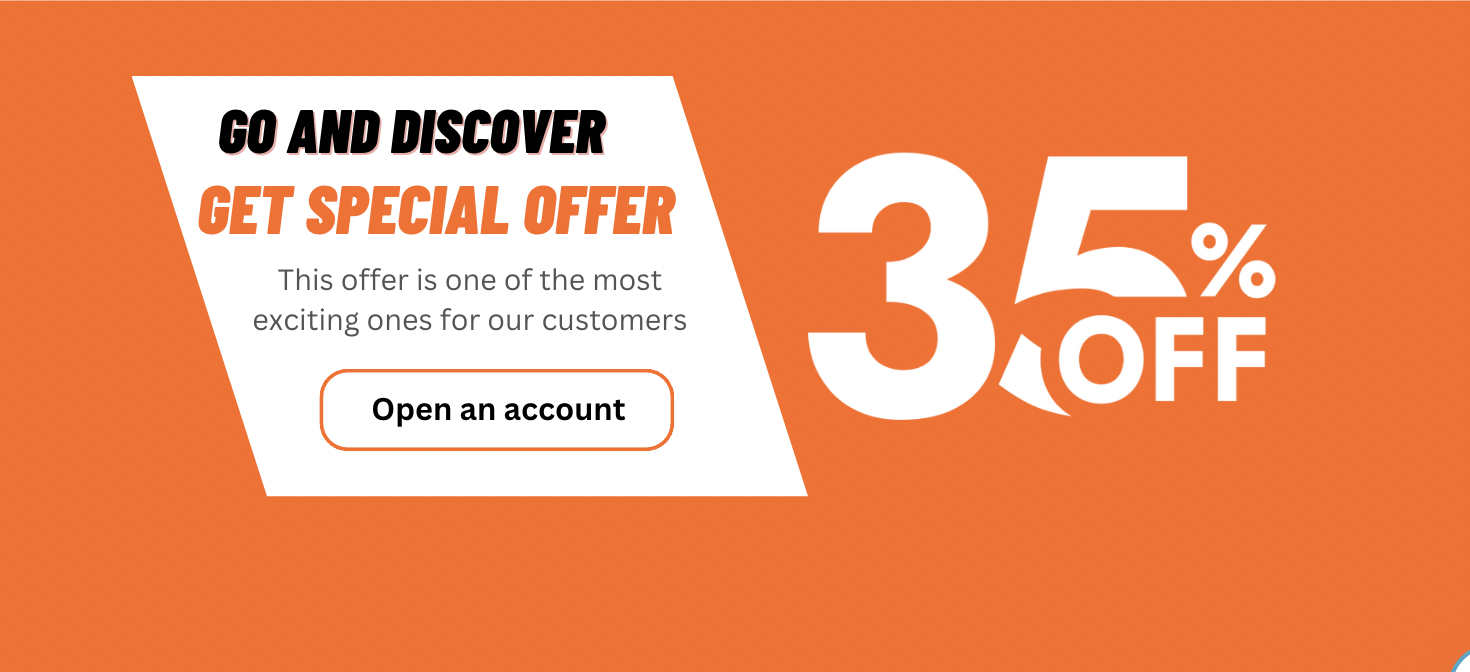 GO AND DISCOVER
GET SPECIAL OFFER
This offer is one of the most
exciting ones for our customers
Open an account
35%
OFF